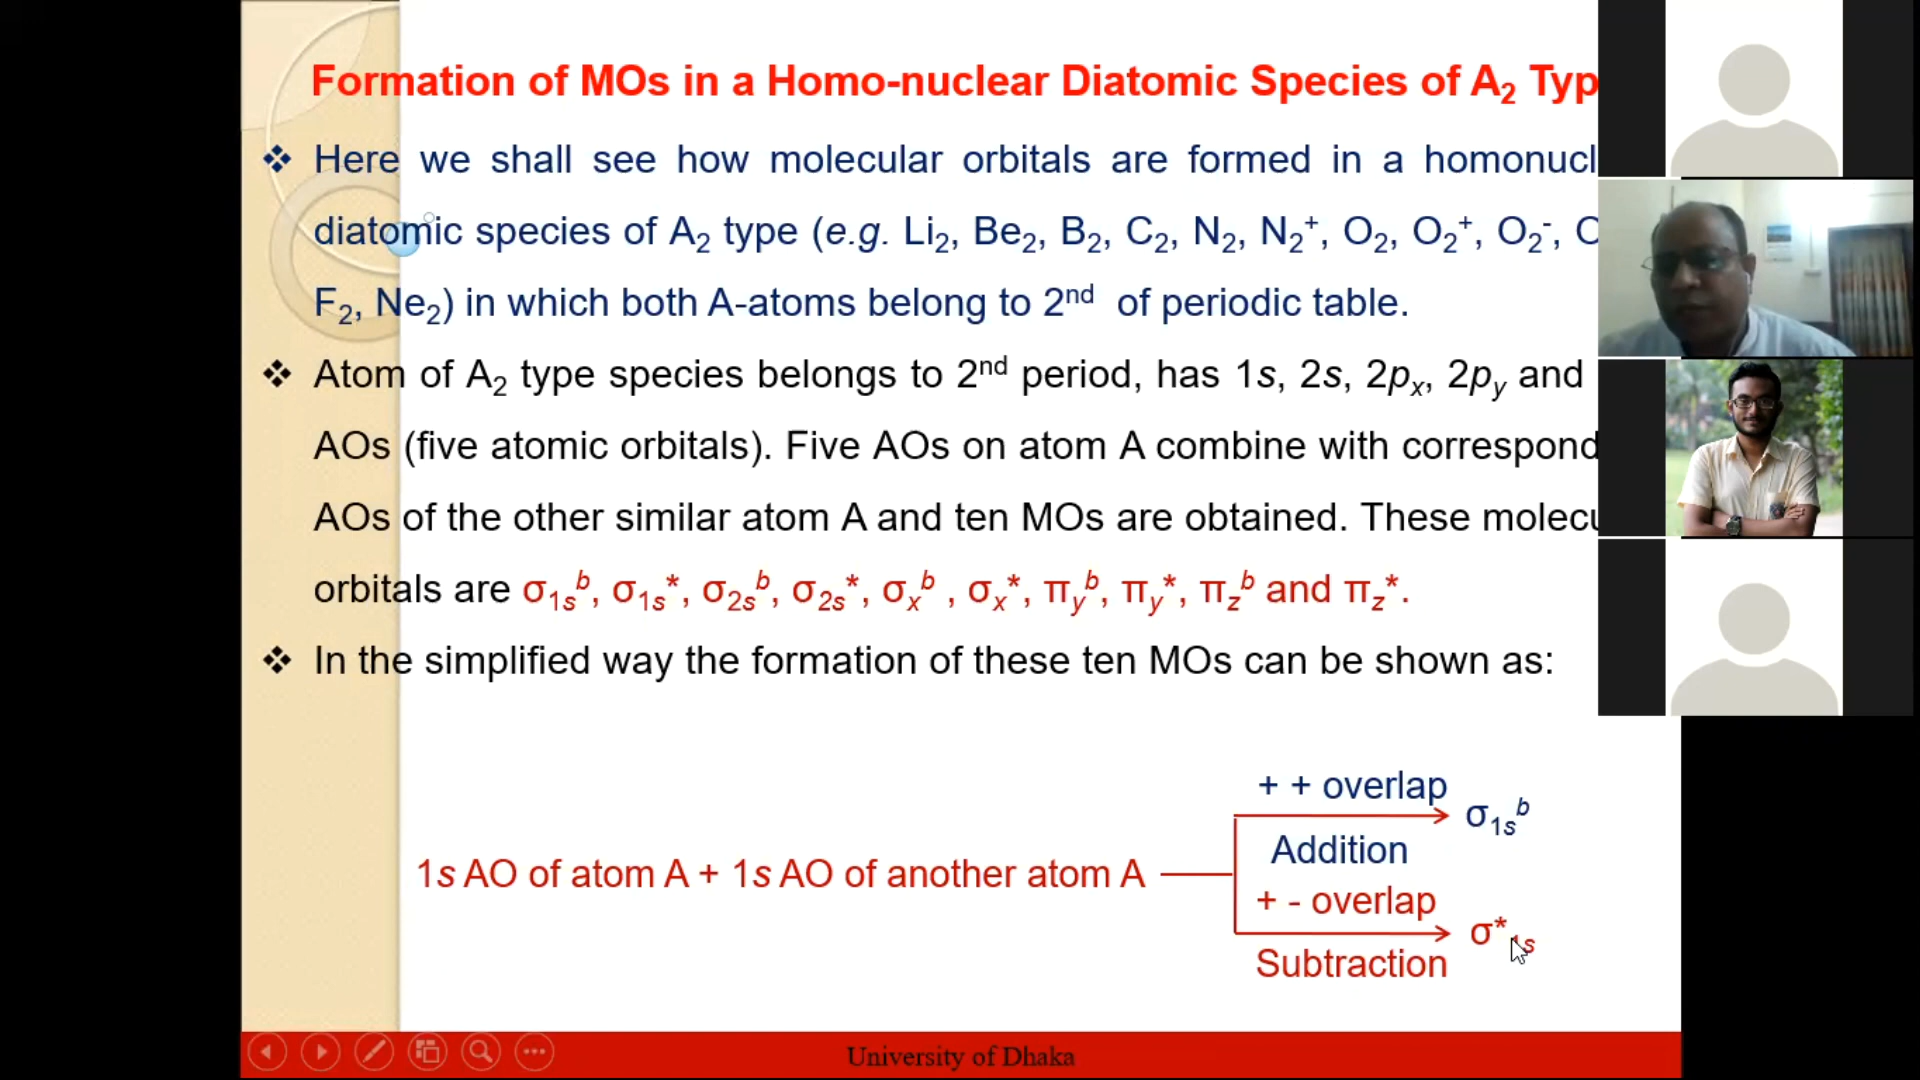 Formation of MOs in a Homo-nuclear Diatomic Species of A₂ Typ
❖ Here we shall see how molecular orbitals are formed in a homonucl
diatomic species of A₂ type (e.g. Li₂, Be₂, B₂, C₂, N₂, N₂⁺, O₂, O₂⁺, O₂⁻,
F₂, Ne₂) in which both A-atoms belong to 2ⁿᵈ of periodic table.
❖ Atom of A₂ type species belongs to 2ⁿᵈ period, has 1s, 2s, 2pₓ, 2p_y and
AOs (five atomic orbitals). Five AOs on atom A combine with correspond
AOs of the other similar atom A and ten MOs are obtained. These molecu
orbitals are σ₁ₛᵇ, σ₁ₛ*, σ₂ₛᵇ, σ₂ₛ*, σₓᵇ , σₓ*, π_yᵇ, π_y*, π_zᵇ and π_z*.
❖ In the simplified way the formation of these ten MOs can be shown as:
+ + overlap
σ₁ₛᵇ
Addition
1s AO of atom A + 1s AO of another atom A
+ - overlap
σ*₁ₛ
Subtraction
University of Dhaka